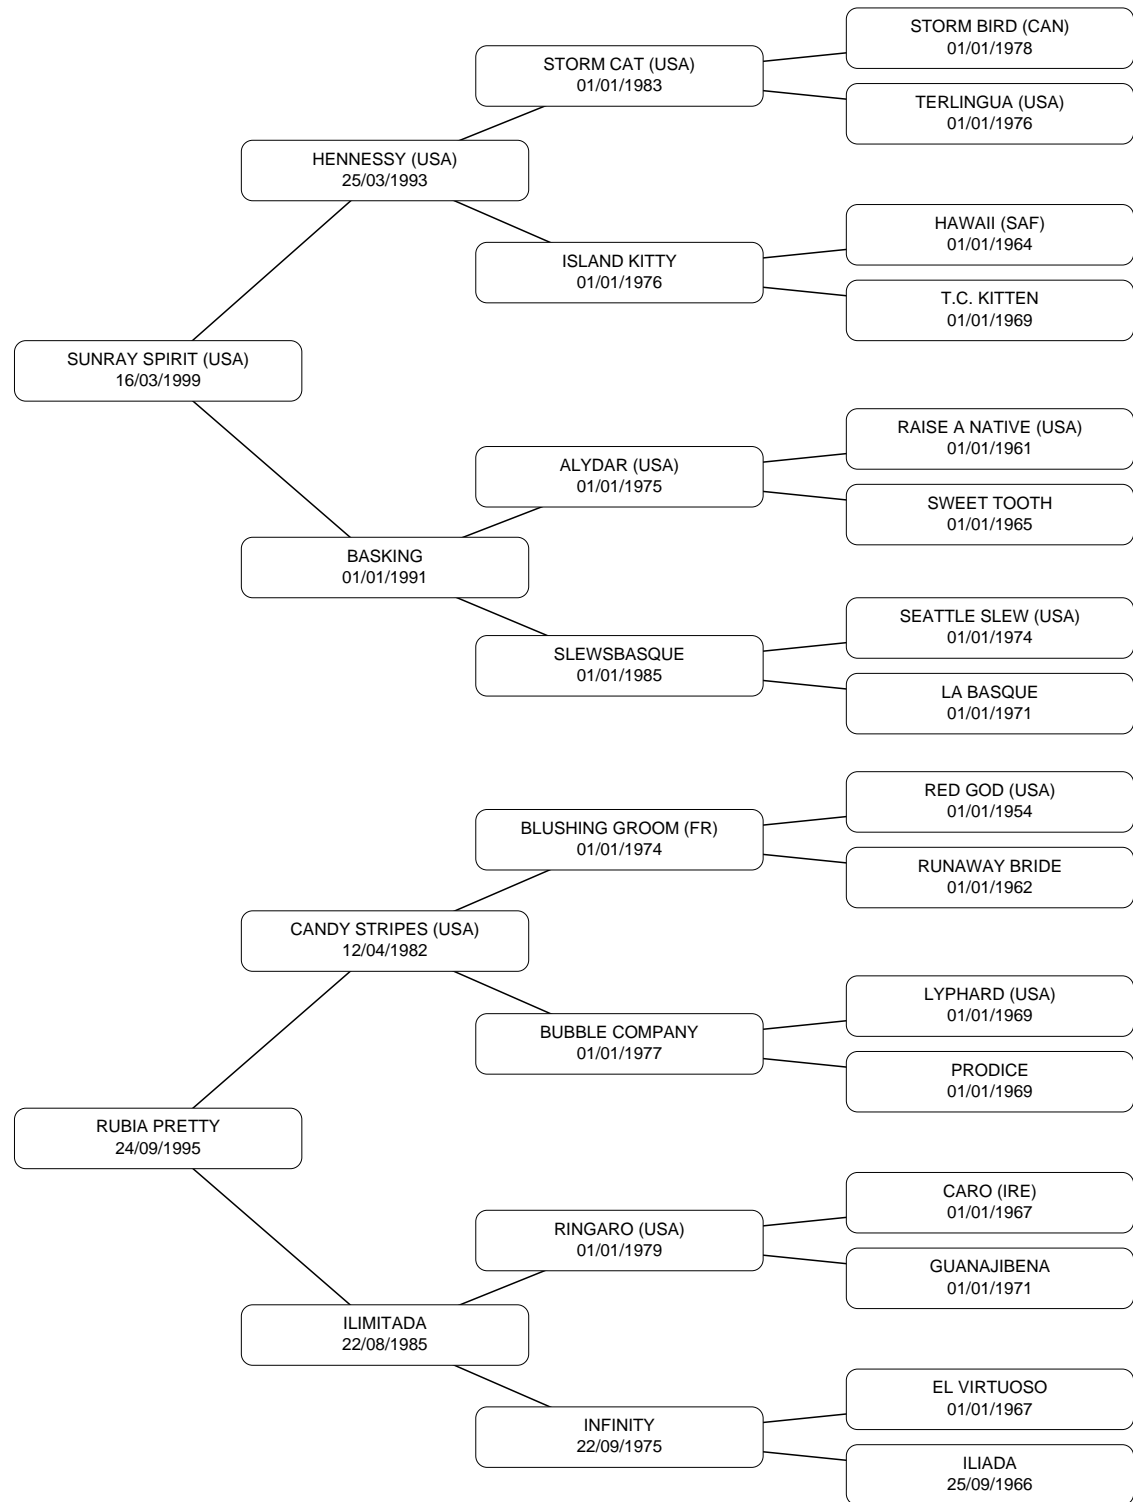 STORM BIRD (CAN)
01/01/1978
STORM CAT (USA)
01/01/1983
TERLINGUA (USA)
01/01/1976
HENNESSY (USA)
25/03/1993
HAWAII (SAF)
01/01/1964
ISLAND KITTY
01/01/1976
T.C. KITTEN
01/01/1969
SUNRAY SPIRIT (USA)
16/03/1999
RAISE A NATIVE (USA)
01/01/1961
ALYDAR (USA)
01/01/1975
SWEET TOOTH
01/01/1965
BASKING
01/01/1991
SEATTLE SLEW (USA)
01/01/1974
SLEWSBASQUE
01/01/1985
LA BASQUE
01/01/1971
RED GOD (USA)
01/01/1954
BLUSHING GROOM (FR)
01/01/1974
RUNAWAY BRIDE
01/01/1962
CANDY STRIPES (USA)
12/04/1982
LYPHARD (USA)
01/01/1969
BUBBLE COMPANY
01/01/1977
PRODICE
01/01/1969
RUBIA PRETTY
24/09/1995
CARO (IRE)
01/01/1967
RINGARO (USA)
01/01/1979
GUANAJIBENA
01/01/1971
ILIMITADA
22/08/1985
EL VIRTUOSO
01/01/1967
INFINITY
22/09/1975
ILIADA
25/09/1966